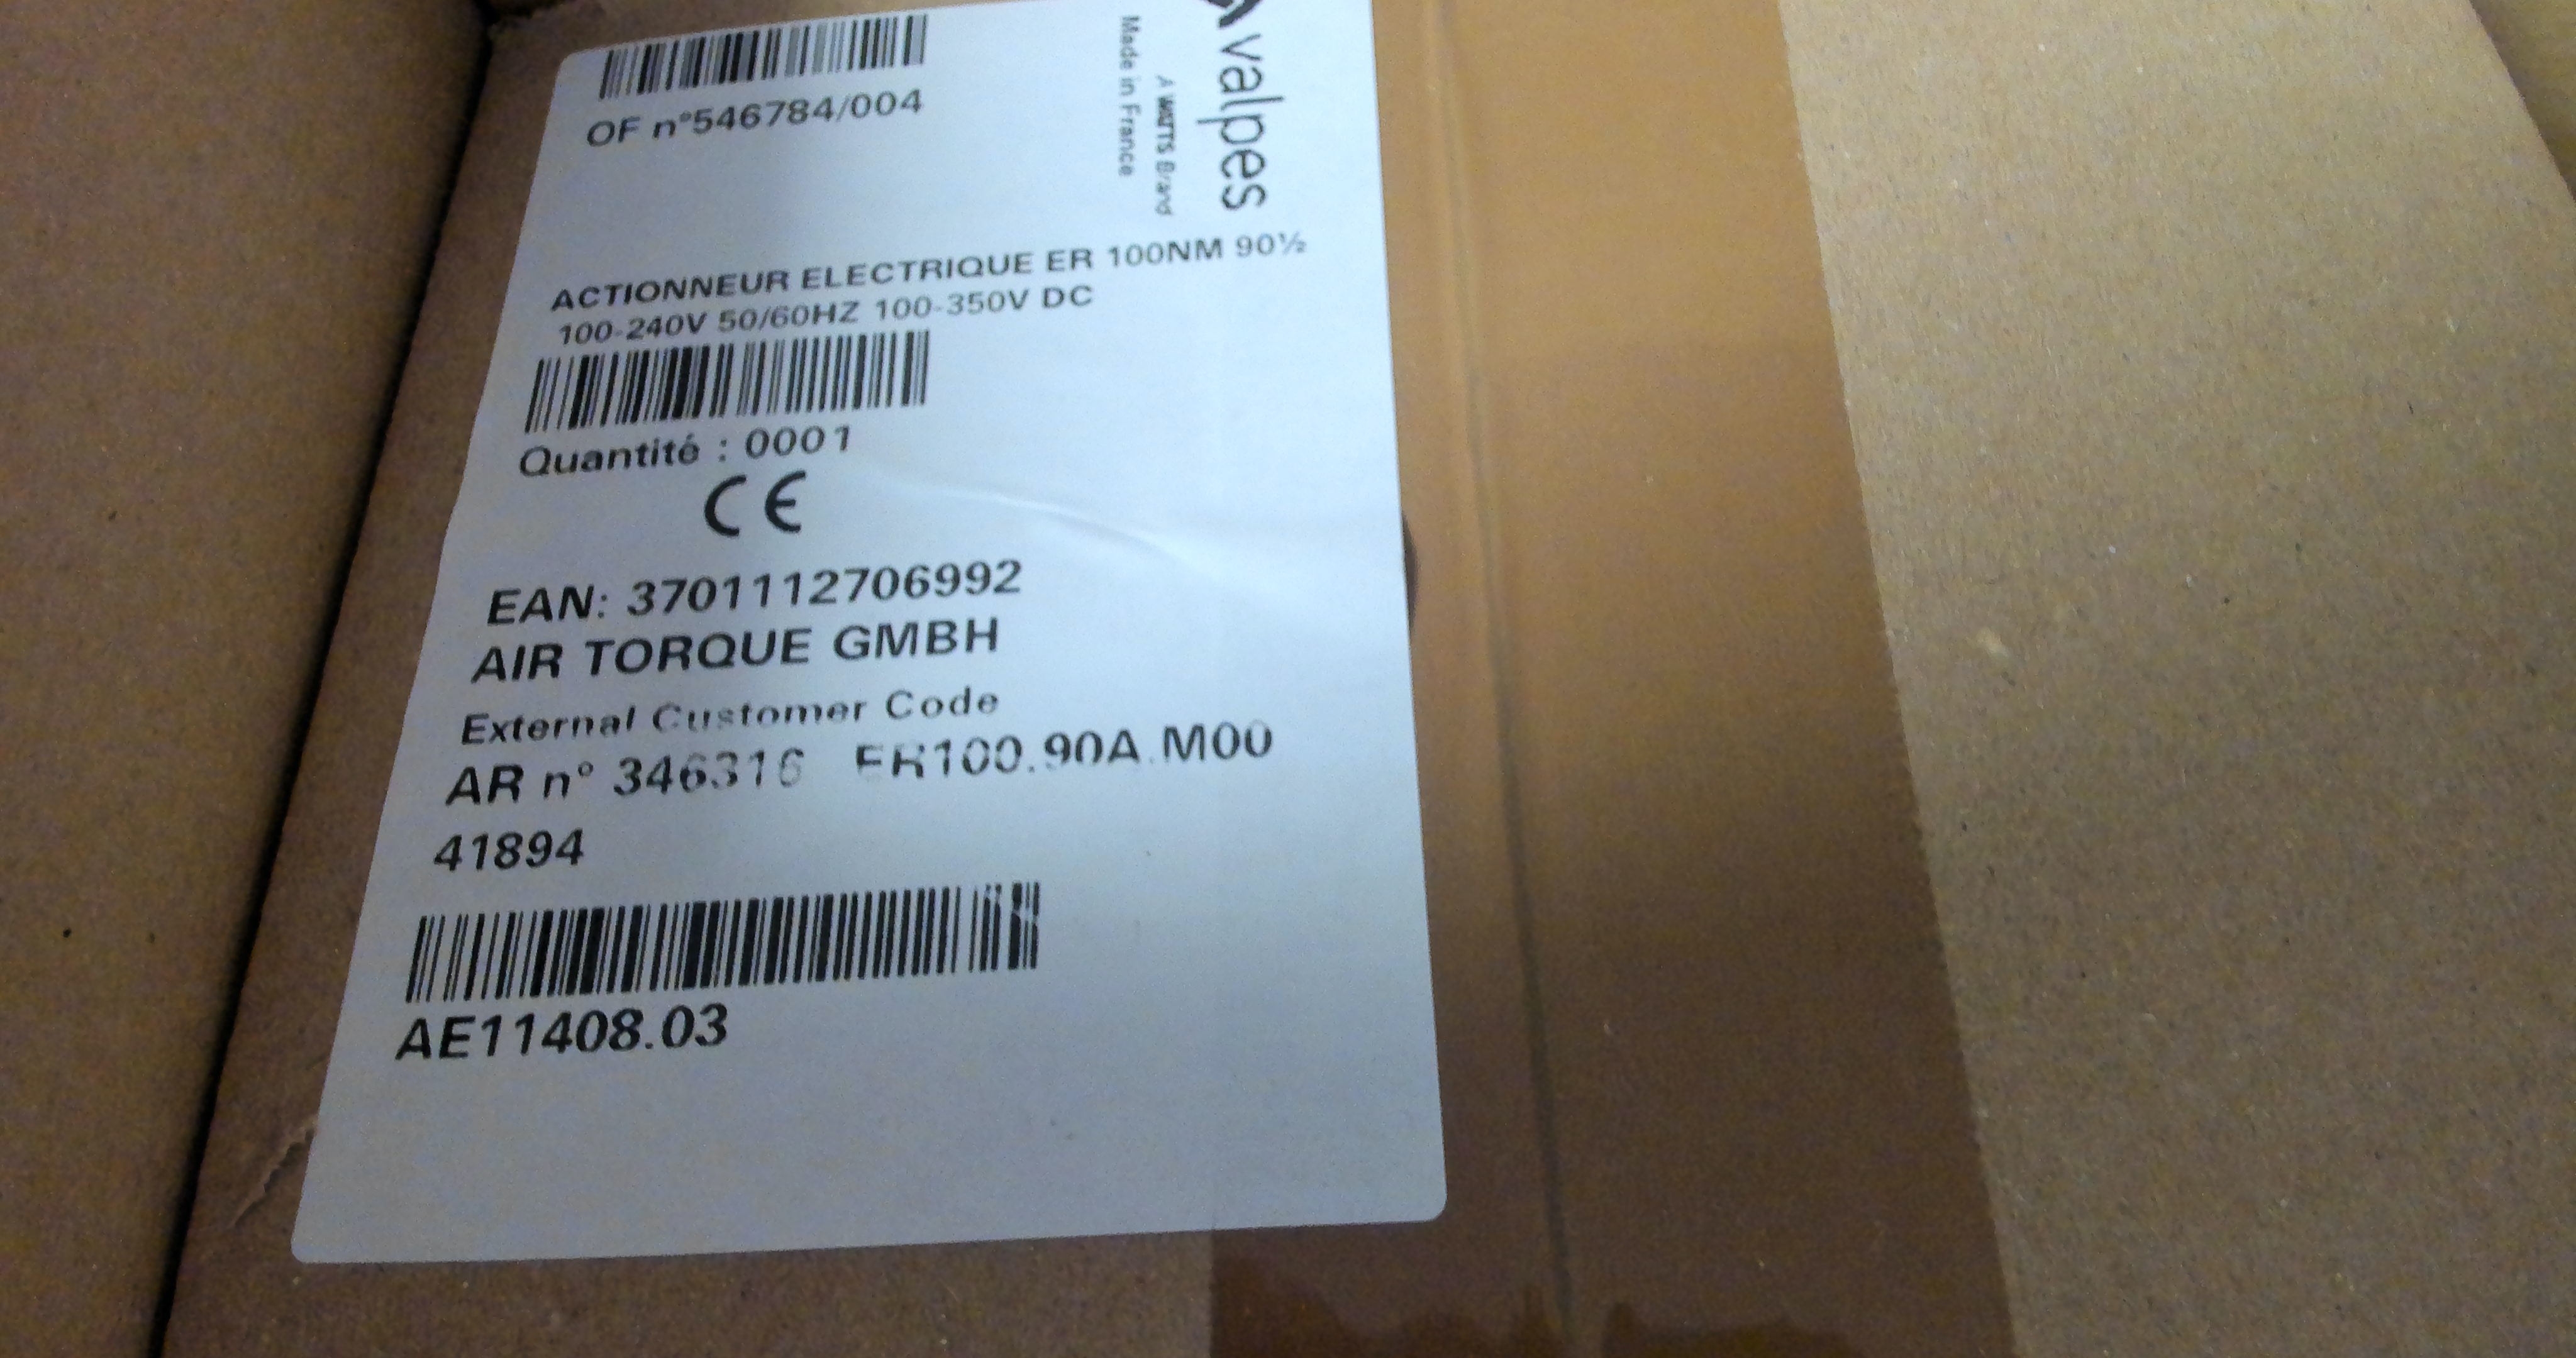 OF n°546784/004
valpes
A WATTS Brand
Made in France
ACTIONNEUR ELECTRIQUE ER 100NM 90½
100-240V 50/60HZ 100-350V DC
Quantité : 0001
CE
EAN: 3701112706992
AIR TORQUE GMBH
External Customer Code
AR n° 346316 ER100.90A.M00
41894
AE11408.03